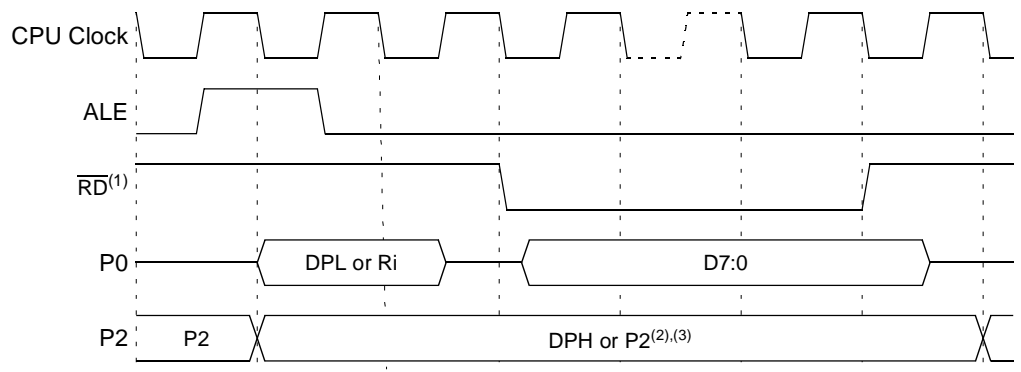 CPU Clock
ALE
RD(1)
P0
DPL or Ri
D7:0
P2
P2
DPH or P2(2),(3)